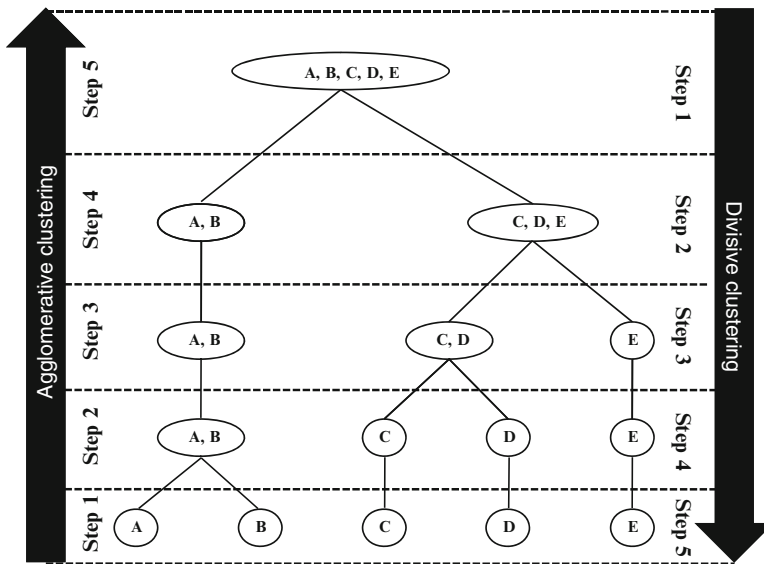 Agglomerative clustering
Divisive clustering
Step 5
A, B, C, D, E
Step 1
Step 4
A, B
C, D, E
Step 2
Step 3
A, B
C, D
E
Step 3
Step 2
A, B
C
D
E
Step 4
Step 1
A
B
C
D
E
Step 5